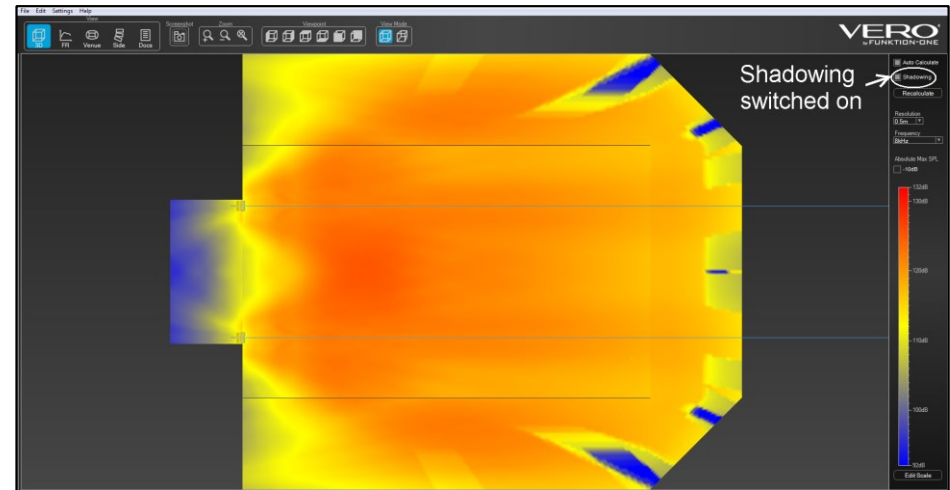 File Edit Settings Help
View
Screenshot
Zoom
Viewpoint
View Mode
3D
FR
Venue
Side
Docs
VERO
by FUNKTION-ONE
Shadowing
switched on
Auto Calculate
Shadowing
Recalculate
Resolution
0.5m
Frequency
8kHz
Absolute Max SPL
-10dB
132dB
130dB
120dB
110dB
100dB
92dB
Edit Scale